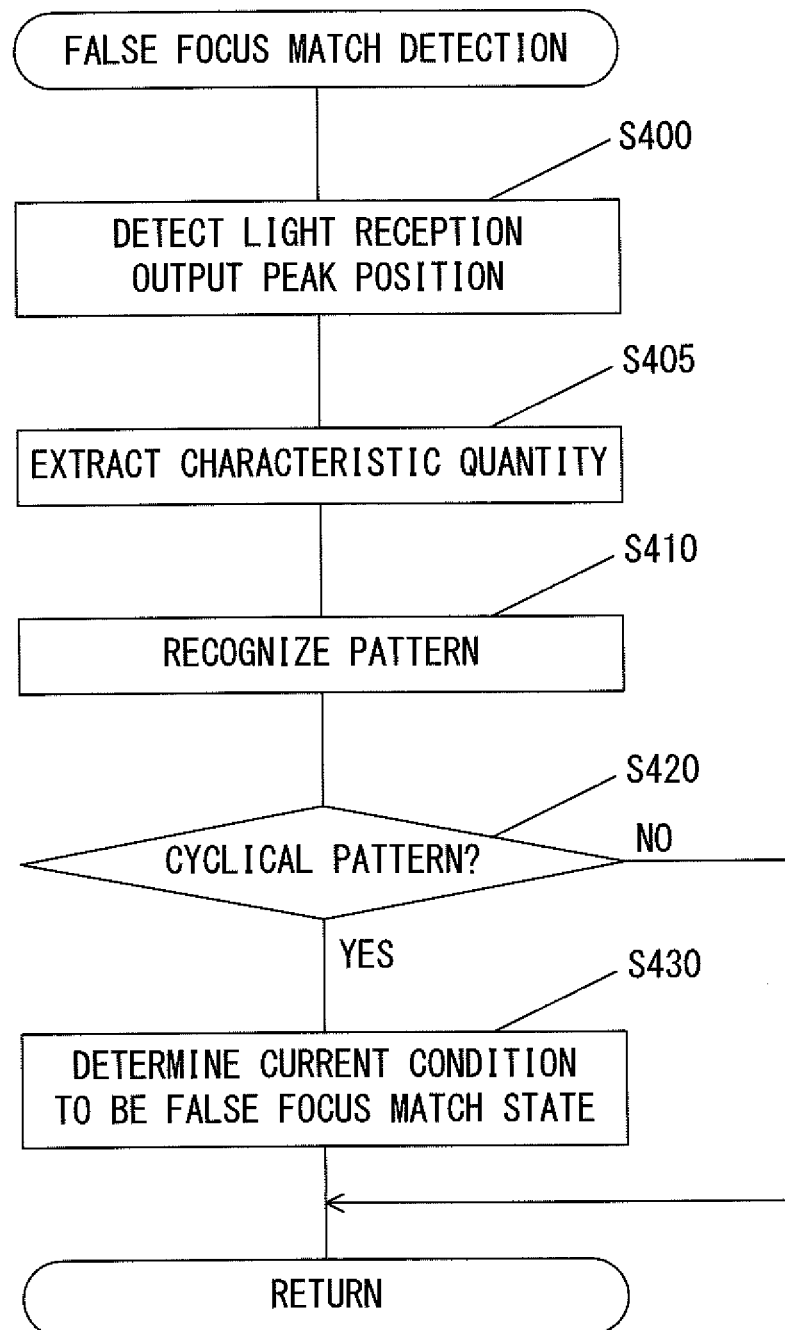 FALSE FOCUS MATCH DETECTION
S400
DETECT LIGHT RECEPTION
OUTPUT PEAK POSITION
S405
EXTRACT CHARACTERISTIC QUANTITY
S410
RECOGNIZE PATTERN
S420
CYCLICAL PATTERN?
NO
YES
S430
DETERMINE CURRENT CONDITION
TO BE FALSE FOCUS MATCH STATE
RETURN